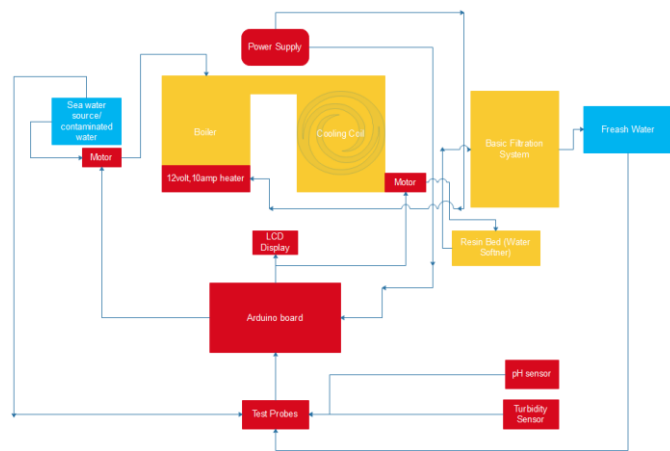 Power Supply
Sea water
source/
contaminated
water
Motor
Boiler
Cooling Coil
12volt,10amp heater
Motor
Basic Filtration
System
Freash Water
LCD
Display
Resin Bed (Water
Softner)
Arduino board
pH sensor
Test Probes
Turbidity
Sensor